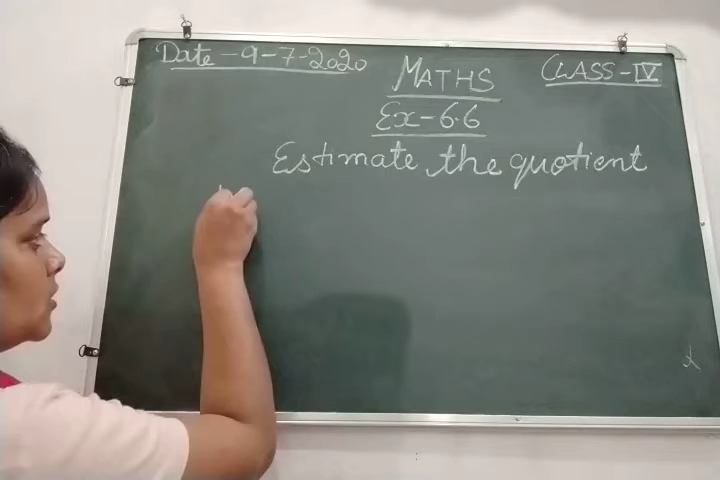 Date - 9-7-2020
MATHS
CLASS-IV
Ex-6.6
Estimate the quotient